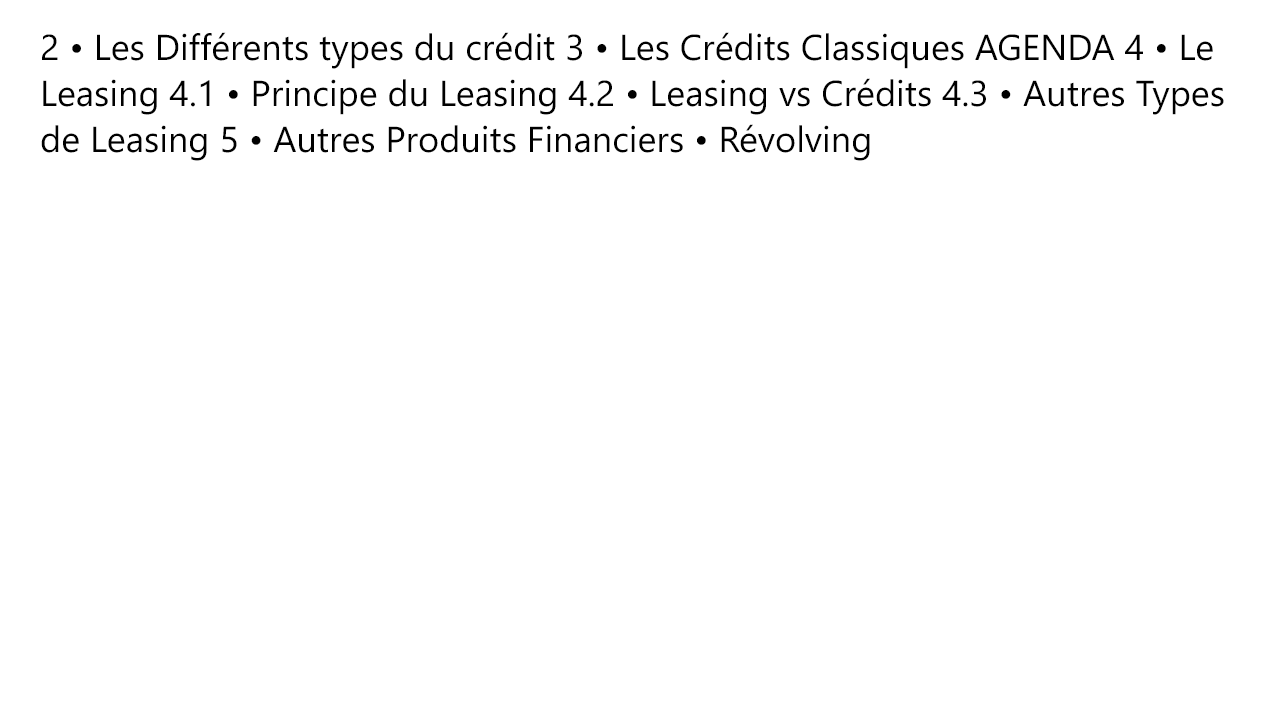 2 • Les Différents types du crédit 3 • Les Crédits Classiques AGENDA 4 • Le
Leasing 4.1 • Principe du Leasing 4.2 • Leasing vs Crédits 4.3 • Autres Types
de Leasing 5 • Autres Produits Financiers • Révolving